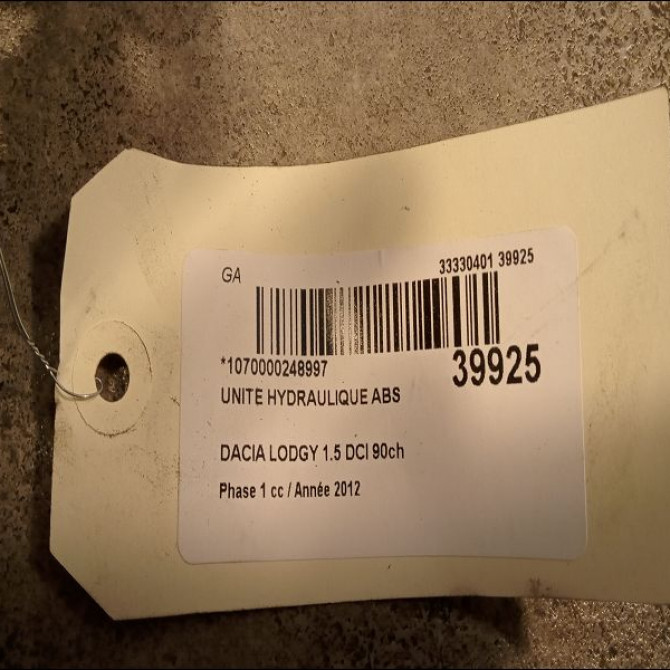 GA
33330401 39925
*1070000248997
39925
UNITE HYDRAULIQUE ABS
DACIA LODGY 1.5 DCI 90ch
Phase 1 cc / Année 2012